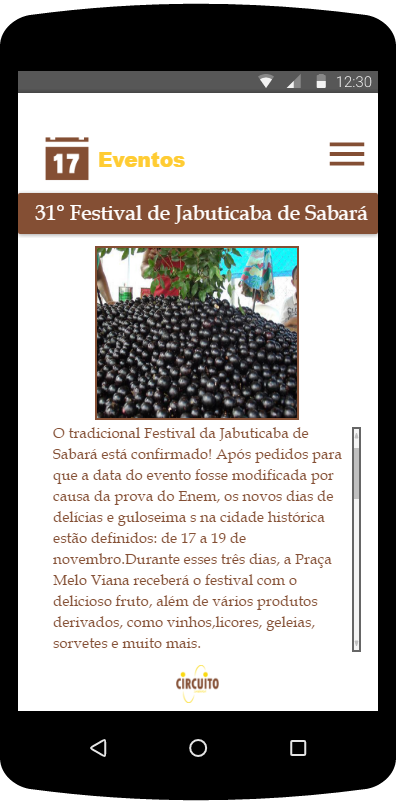 12:30
17 Eventos
31° Festival de Jabuticaba de Sabará
O tradicional Festival da Jabuticaba de
Sabará está confirmado! Após pedidos para
que a data do evento fosse modificada por
causa da prova do Enem, os novos dias de
delícias e guloseima s na cidade histórica
estão definidos: de 17 a 19 de
novembro.Durante esses três dias, a Praça
Melo Viana receberá o festival com o
delicioso fruto, além de vários produtos
derivados, como vinhos,licores, geleias,
sorvetes e muito mais.
CIRCUITO